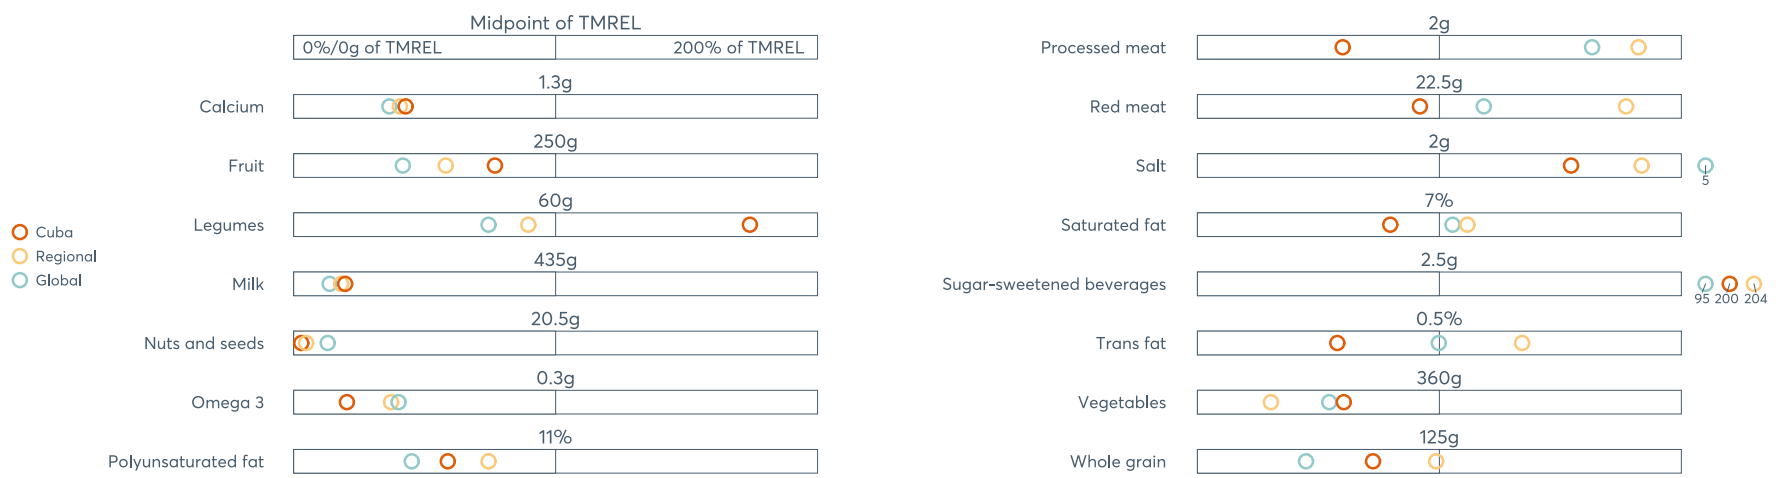 Midpoint of TMREL
0%/0g of TMREL 200% of TMREL
1.3g
Calcium
250g
Fruit
60g
Legumes
435g
Milk
20.5g
Nuts and seeds
0.3g
Omega 3
11%
Polyunsaturated fat
Cuba
Regional
Global
2g
Processed meat
22.5g
Red meat
2g
Salt
5
7%
Saturated fat
2.5g
Sugar-sweetened beverages
95 200 204
0.5%
Trans fat
360g
Vegetables
125g
Whole grain